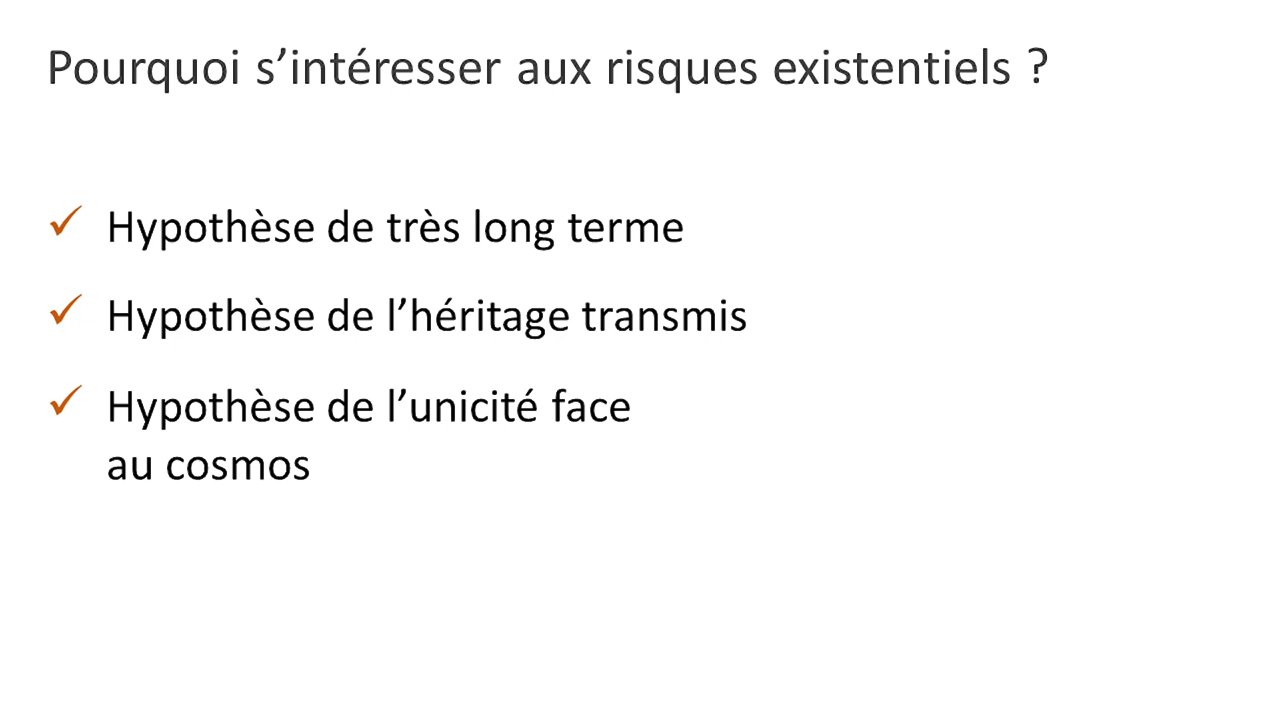 Pourquoi s’intéresser aux risques existentiels ?
Hypothèse de très long terme
Hypothèse de l’héritage transmis
Hypothèse de l’unicité face
au cosmos